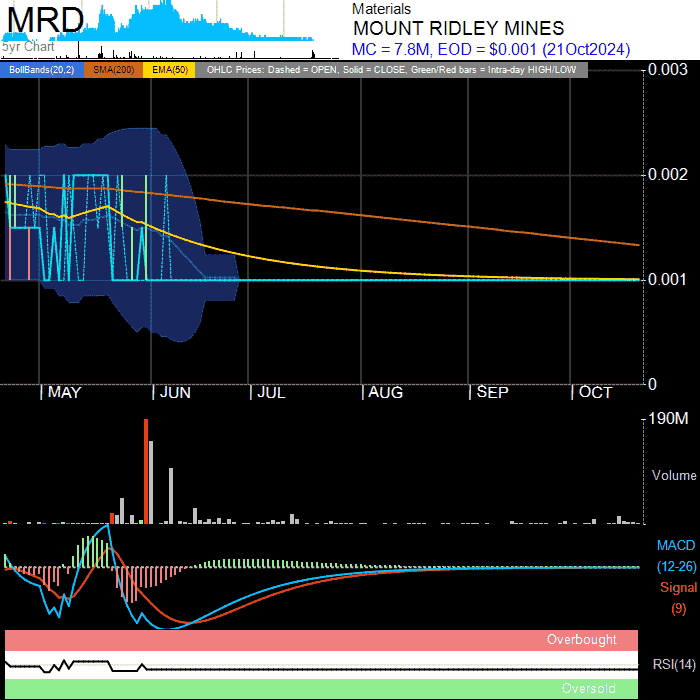 MRD
5yr Chart
Materials
MOUNT RIDLEY MINES
MC = 7.8M, EOD = $0.001 (21Oct2024)
BollBands(20,2) SMA(200) EMA(50) OHLC Prices: Dashed = OPEN, Solid = CLOSE, Green/Red bars = Intra-day HIGH/LOW
0.003
0.002
0.001
0
MAY JUN JUL AUG SEP OCT
190M
Volume
MACD
(12-26)
Signal
(9)
Overbought
RSI(14)
Oversold